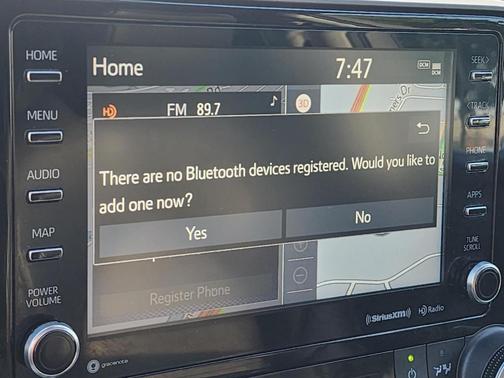 HOME
MENU
AUDIO
MAP
POWER
VOLUME
Home
7:47
DCM
DCM
HD
FM 89.7
3D
There are no Bluetooth devices registered. Would you like to
add one now?
Yes
No
Register Phone
gracenote
((SiriusXM))
HD Radio
SEEK >
< TRACK
PHONE
APPS
TUNE
SCROLL